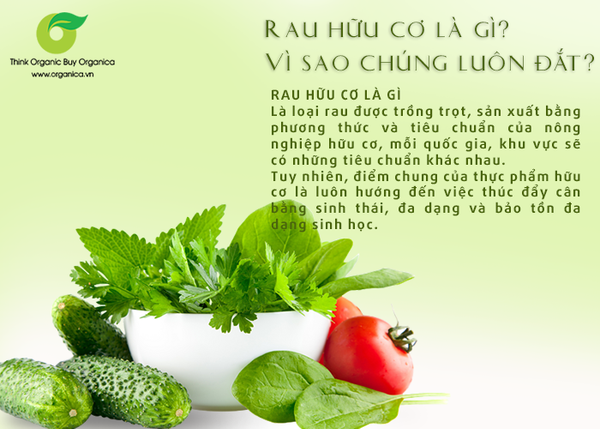 Think Organic Buy Organica
www.organica.vn
RAU HỮU CƠ LÀ GÌ?
VÌ SAO CHÚNG LUÔN ĐẮT?
RAU HỮU CƠ LÀ GÌ
Là loại rau được trồng trọt, sản xuất bằng
phương thức và tiêu chuẩn của nông
nghiệp hữu cơ, mỗi quốc gia, khu vực sẽ
có những tiêu chuẩn khác nhau.
Tuy nhiên, điểm chung của thực phẩm hữu
cơ là luôn hướng đến việc thúc đẩy cân
bằng sinh thái, đa dạng và bảo tồn đa
dạng sinh học.